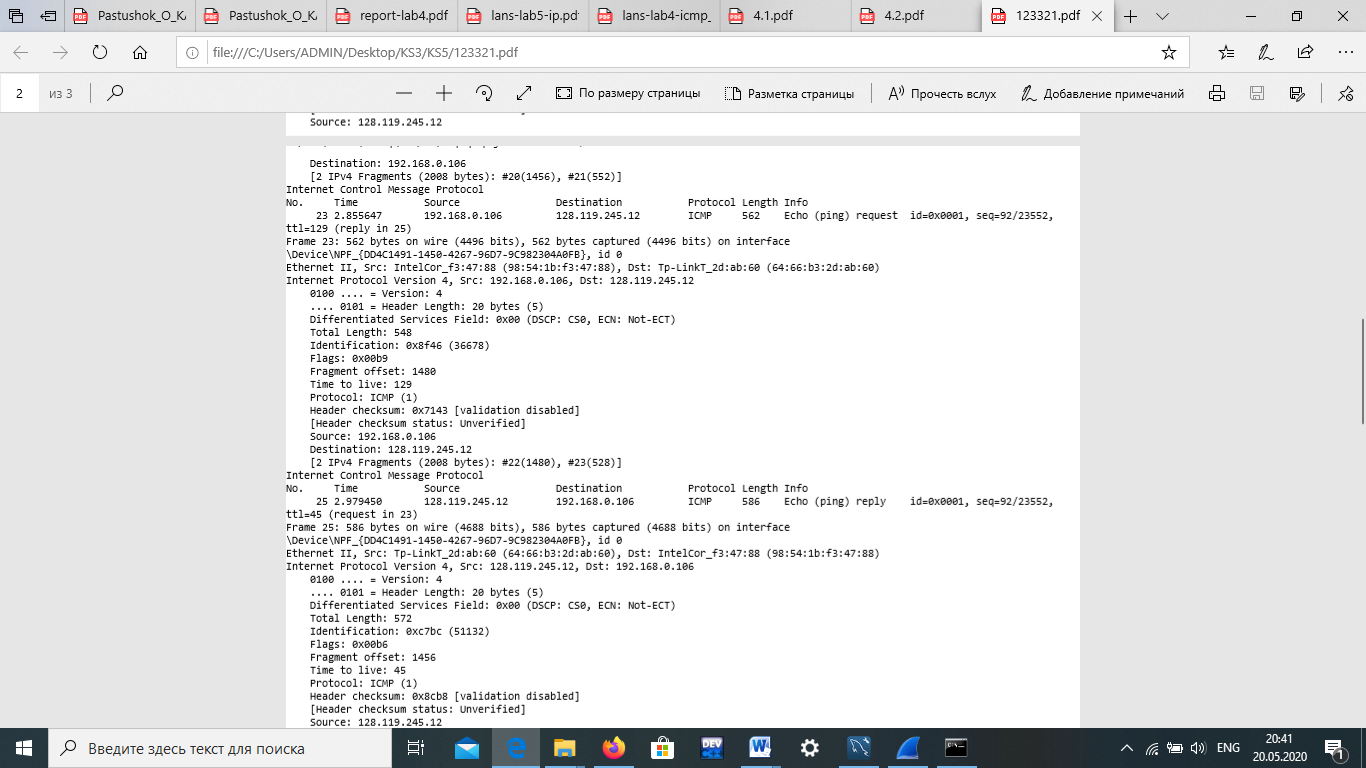 Pastushok_O_K
Pastushok_O_K
report-lab4.pdf
lans-lab5-ip.pd
lans-lab4-icmp_
4.1.pdf
4.2.pdf
123321.pdf
file:///C:/Users/ADMIN/Desktop/KS3/KS5/123321.pdf
2 из 3
По размеру страницы
Разметка страницы
Прочесть вслух
Добавление примечаний
Source: 128.119.245.12
Destination: 192.168.0.106
[2 IPv4 Fragments (2008 bytes): #20(1456), #21(552)]
Internet Control Message Protocol
No. Time Source Destination Protocol Length Info
23 2.855647 192.168.0.106 128.119.245.12 ICMP 562 Echo (ping) request id=0x0001, seq=92/23552,
ttl=129 (reply in 25)
Frame 23: 562 bytes on wire (4496 bits), 562 bytes captured (4496 bits) on interface
\Device\NPF_{DD4C1491-1450-4267-96D7-9C982304A0FB}, id 0
Ethernet II, Src: IntelCor_f3:47:88 (98:54:1b:f3:47:88), Dst: Tp-LinkT_2d:ab:60 (64:66:b3:2d:ab:60)
Internet Protocol Version 4, Src: 192.168.0.106, Dst: 128.119.245.12
0100 .... = Version: 4
.... 0101 = Header Length: 20 bytes (5)
Differentiated Services Field: 0x00 (DSCP: CS0, ECN: Not-ECT)
Total Length: 548
Identification: 0x8f46 (36678)
Flags: 0x00b9
Fragment offset: 1480
Time to live: 129
Protocol: ICMP (1)
Header checksum: 0x7143 [validation disabled]
[Header checksum status: Unverified]
Source: 192.168.0.106
Destination: 128.119.245.12
[2 IPv4 Fragments (2008 bytes): #22(1480), #23(528)]
Internet Control Message Protocol
No. Time Source Destination Protocol Length Info
25 2.979450 128.119.245.12 192.168.0.106 ICMP 586 Echo (ping) reply id=0x0001, seq=92/23552,
ttl=45 (request in 23)
Frame 25: 586 bytes on wire (4688 bits), 586 bytes captured (4688 bits) on interface
\Device\NPF_{DD4C1491-1450-4267-96D7-9C982304A0FB}, id 0
Ethernet II, Src: Tp-LinkT_2d:ab:60 (64:66:b3:2d:ab:60), Dst: IntelCor_f3:47:88 (98:54:1b:f3:47:88)
Internet Protocol Version 4, Src: 128.119.245.12, Dst: 192.168.0.106
0100 .... = Version: 4
.... 0101 = Header Length: 20 bytes (5)
Differentiated Services Field: 0x00 (DSCP: CS0, ECN: Not-ECT)
Total Length: 572
Identification: 0xc7bc (51132)
Flags: 0x00b6
Fragment offset: 1456
Time to live: 45
Protocol: ICMP (1)
Header checksum: 0x8cb8 [validation disabled]
[Header checksum status: Unverified]
Source: 128.119.245.12
Введите здесь текст для поиска
DEV
ENG
20:41
20.05.2020
1